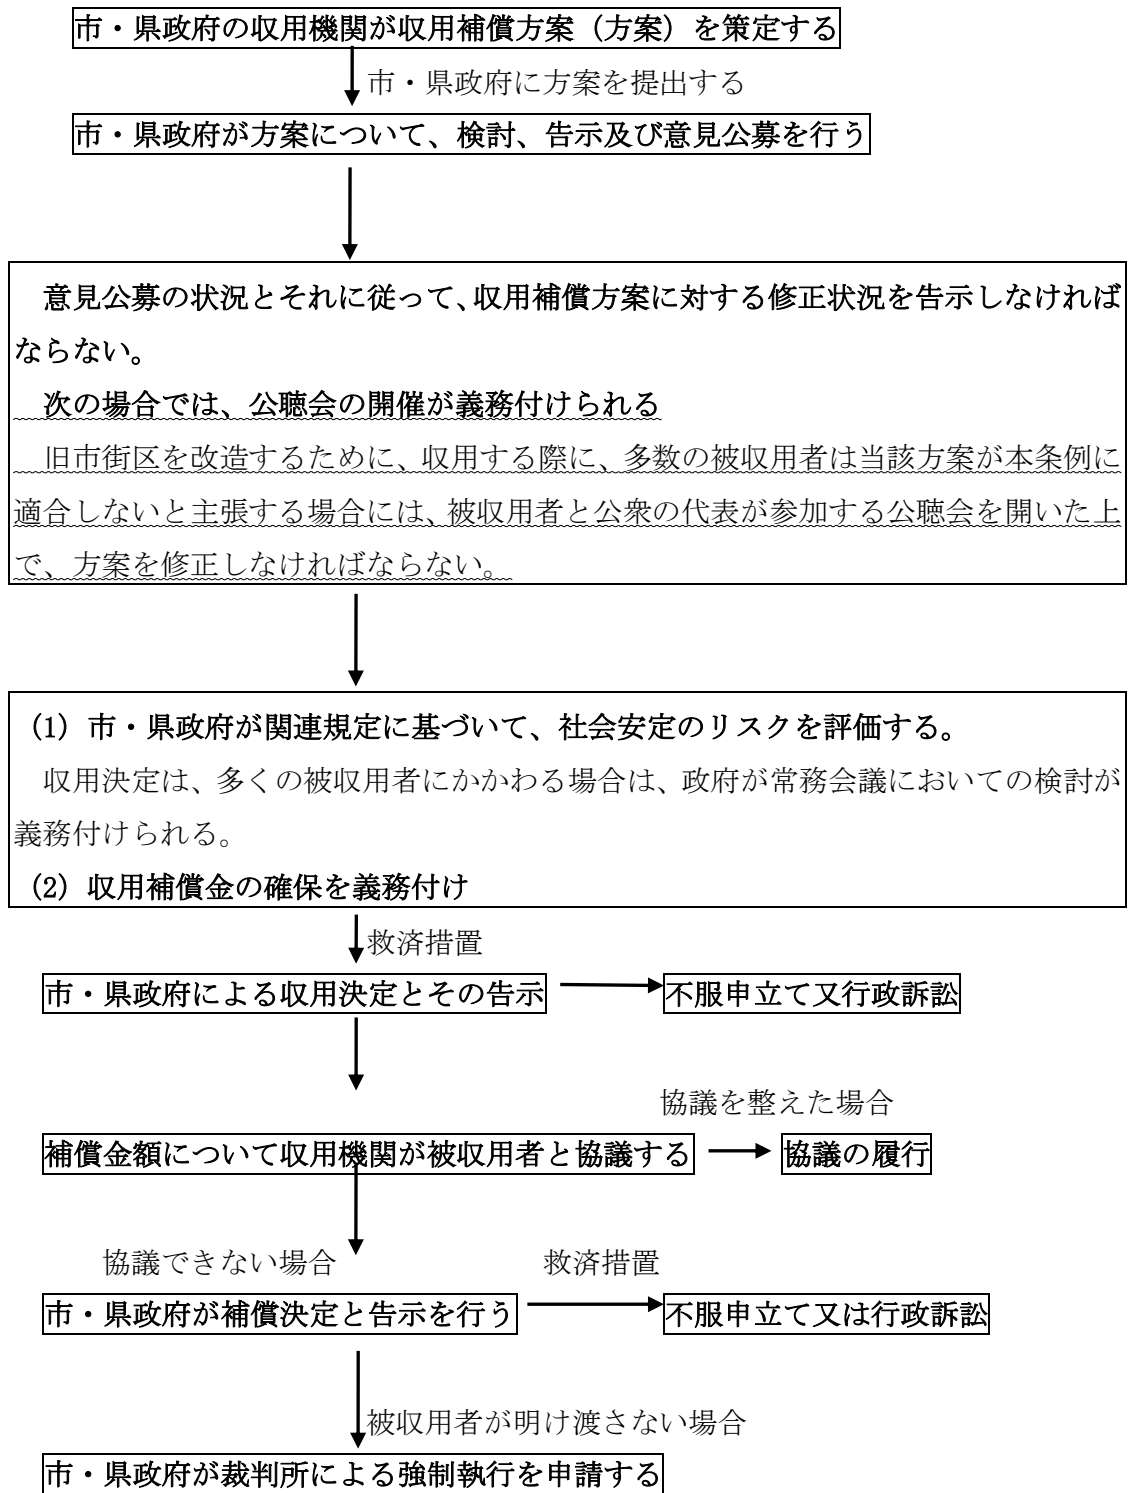 市・県政府の収用機関が収用補償方案（方案）を策定する
市・県政府に方案を提出する
市・県政府が方案について、検討、告示及び意見公募を行う
意見公募の状況とそれに従って、収用補償方案に対する修正状況を告示しなければ
ならない。
次の場合では、公聴会の開催が義務付けられる
旧市街区を改造するために、収用する際に、多数の被収用者は当該方案が本条例に
適合しないと主張する場合には、被収用者と公衆の代表が参加する公聴会を開いた上
で、方案を修正しなければならない。
（1）市・県政府が関連規定に基づいて、社会安定のリスクを評価する。
収用決定は、多くの被収用者にかかわる場合は、政府が常務会議においての検討が
義務付けられる。
（2）収用補償金の確保を義務付け
救済措置
市・県政府による収用決定とその告示
不服申立て又行政訴訟
協議を整えた場合
補償金額について収用機関が被収用者と協議する
協議の履行
協議できない場合
救済措置
市・県政府が補償決定と告示を行う
不服申立て又は行政訴訟
被収用者が明け渡さない場合
市・県政府が裁判所による強制執行を申請する